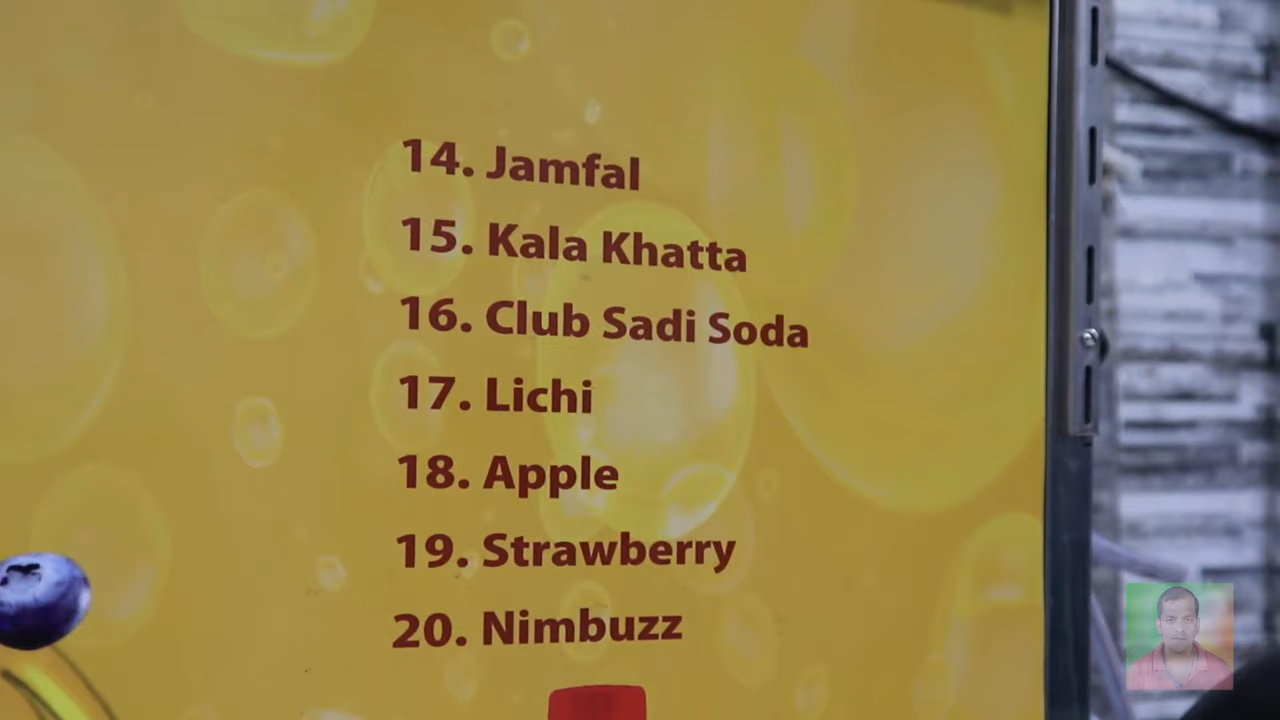 14. Jamfal
15. Kala Khatta
16. Club Sadi Soda
17. Lichi
18. Apple
19. Strawberry
20. Nimbuzz